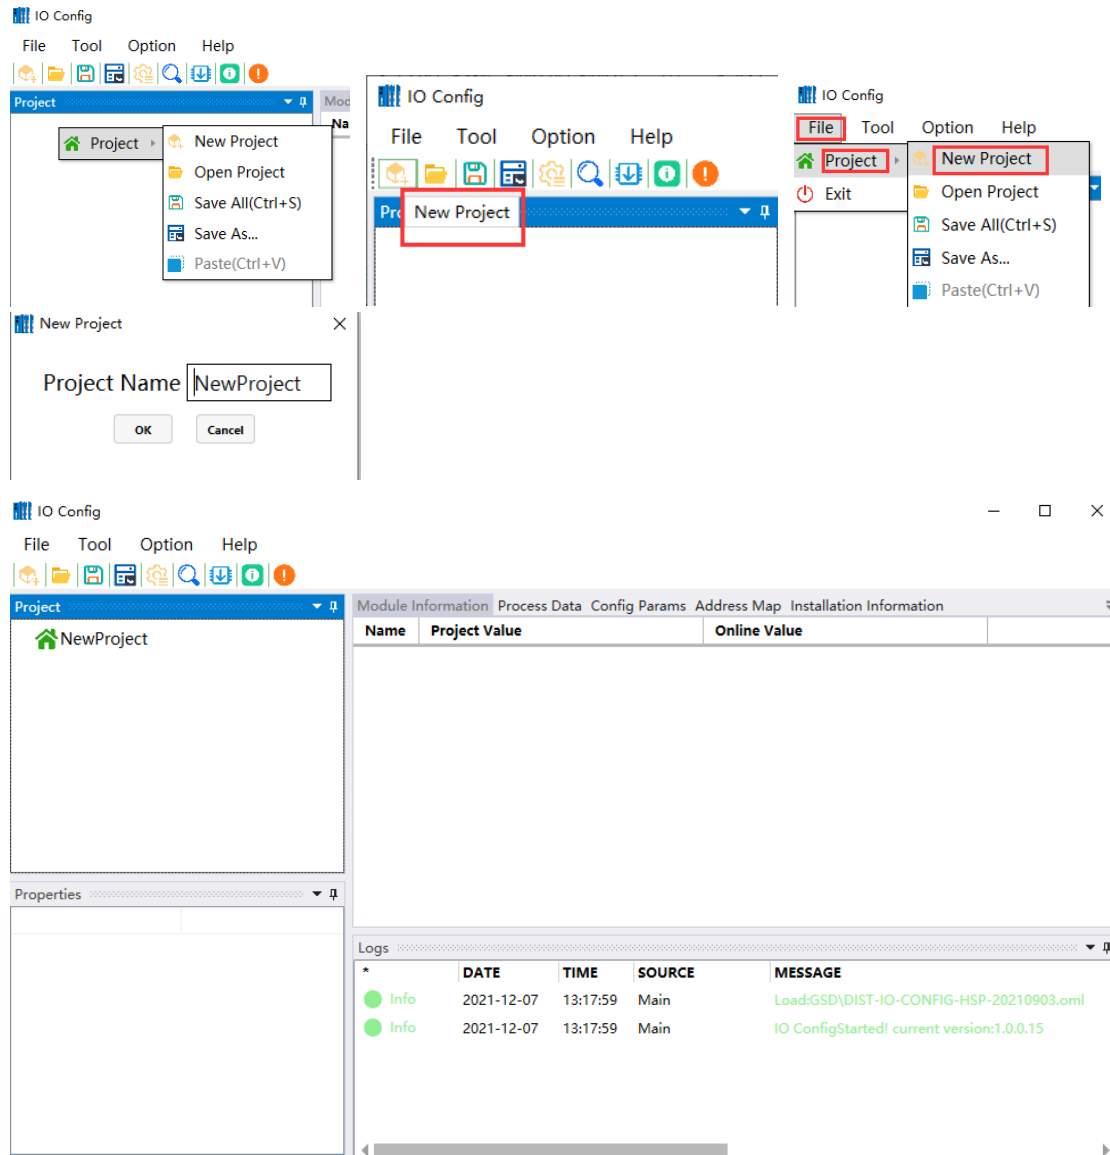 IO Config
File Tool Option Help
Project
Mod
Na
Project
New Project
Open Project
Save All(Ctrl+S)
Save As...
Paste(Ctrl+V)
IO Config
File Tool Option Help
Pro
New Project
IO Config
File Tool Option Help
Project
New Project
Exit
Open Project
Save All(Ctrl+S)
Save As...
Paste(Ctrl+V)
New Project
Project Name NewProject
OK Cancel
IO Config
File Tool Option Help
Project
NewProject
Module Information Process Data Config Params Address Map Installation Information
Name Project Value Online Value
Properties
Logs
* DATE TIME SOURCE MESSAGE
Info 2021-12-07 13:17:59 Main Load:GSD\DIST-IO-CONFIG-HSP-20210903.oml
Info 2021-12-07 13:17:59 Main IO ConfigStarted! current version:1.0.0.15